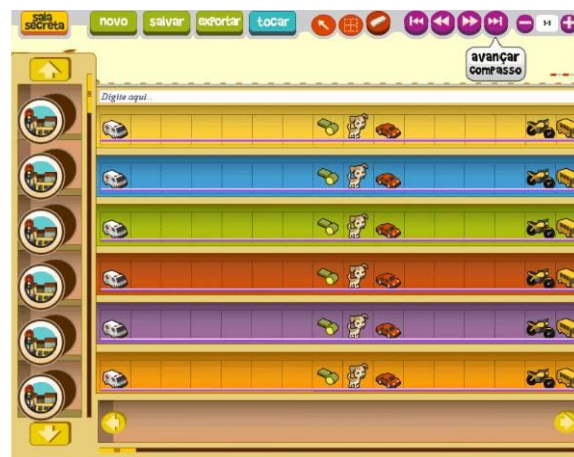 sala
secreta
novo
salvar
exportar
tocar
avançar
compasso
Digite aqui...